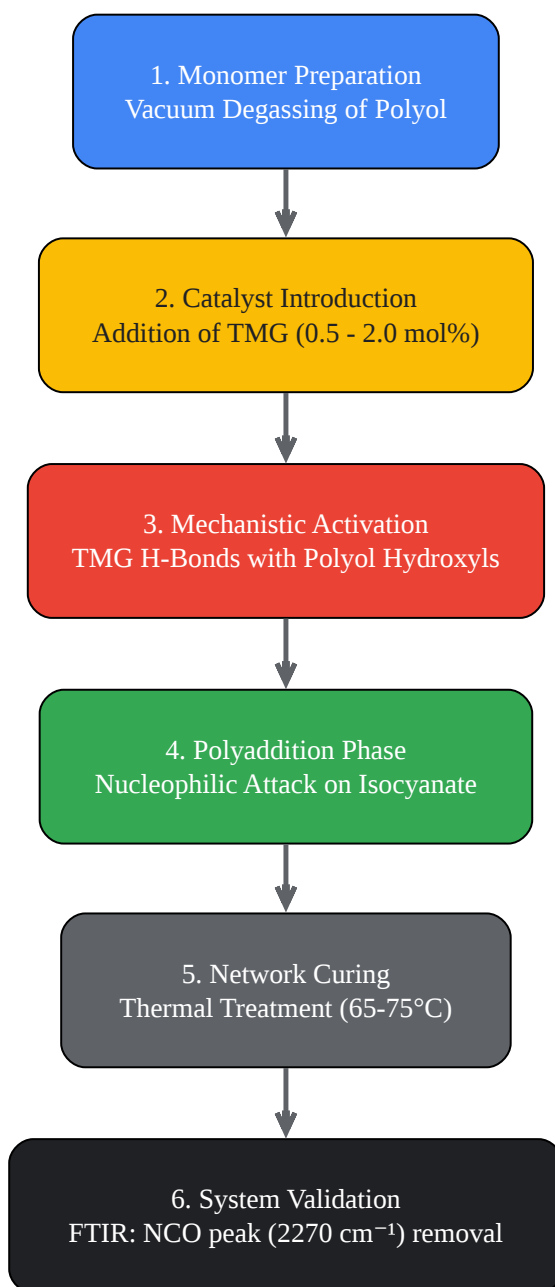 1. Monomer Preparation
Vacuum Degassing of Polyol
2. Catalyst Introduction
Addition of TMG (0.5 - 2.0 mol%)
3. Mechanistic Activation
TMG H-Bonds with Polyol Hydroxyls
4. Polyaddition Phase
Nucleophilic Attack on Isocyanate
5. Network Curing
Thermal Treatment (65-75°C)
6. System Validation
FTIR: NCO peak (2270 cm⁻¹) removal